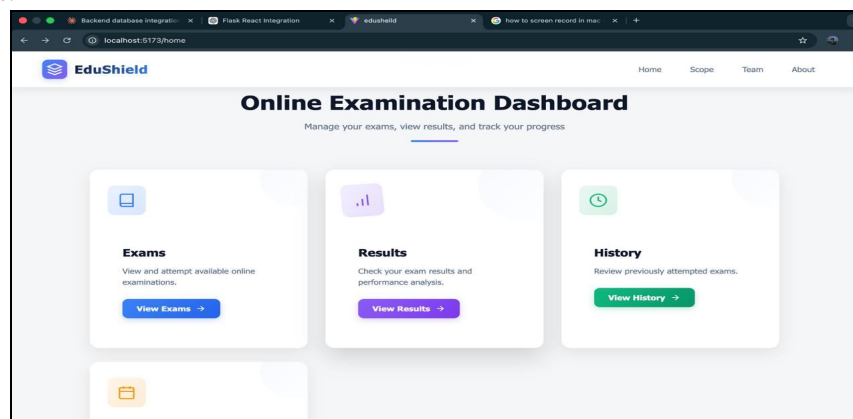 Backend database integration
Flask React Integration
edusheild
how to screen record in mac
localhost:5173/home
EduShield
Home
Scope
Team
About
Online Examination Dashboard
Manage your exams, view results, and track your progress
Exams
View and attempt available online
examinations.
View Exams →
Results
Check your exam results and
performance analysis.
View Results →
History
Review previously attempted exams.
View History →